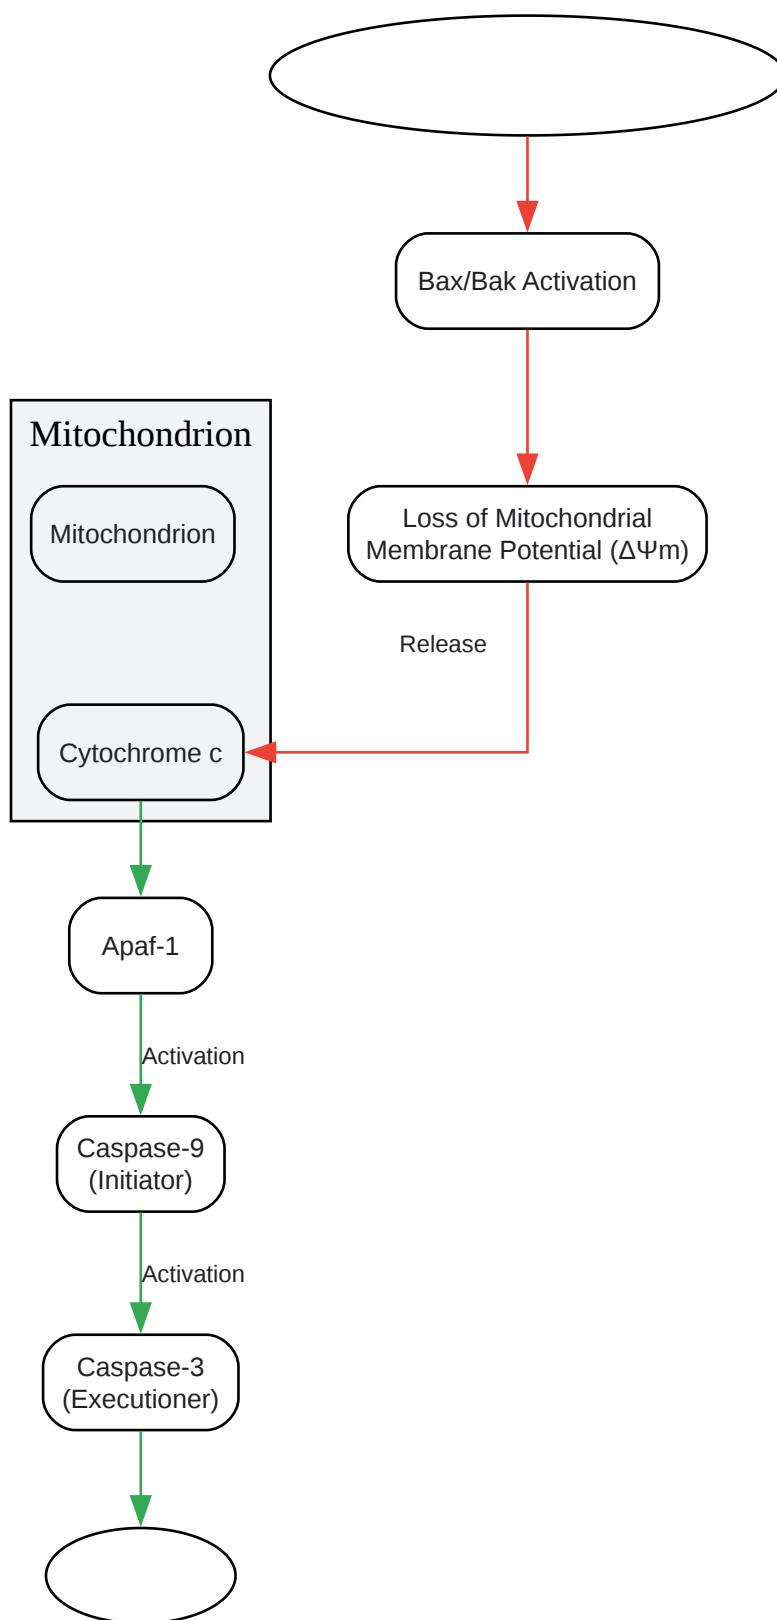 Bax/Bak Activation
Mitochondrion
Mitochondrion
Loss of Mitochondrial
Membrane Potential (ΔΨm)
Release
Cytochrome c
Apaf-1
Activation
Caspase-9
(Initiator)
Activation
Caspase-3
(Executioner)